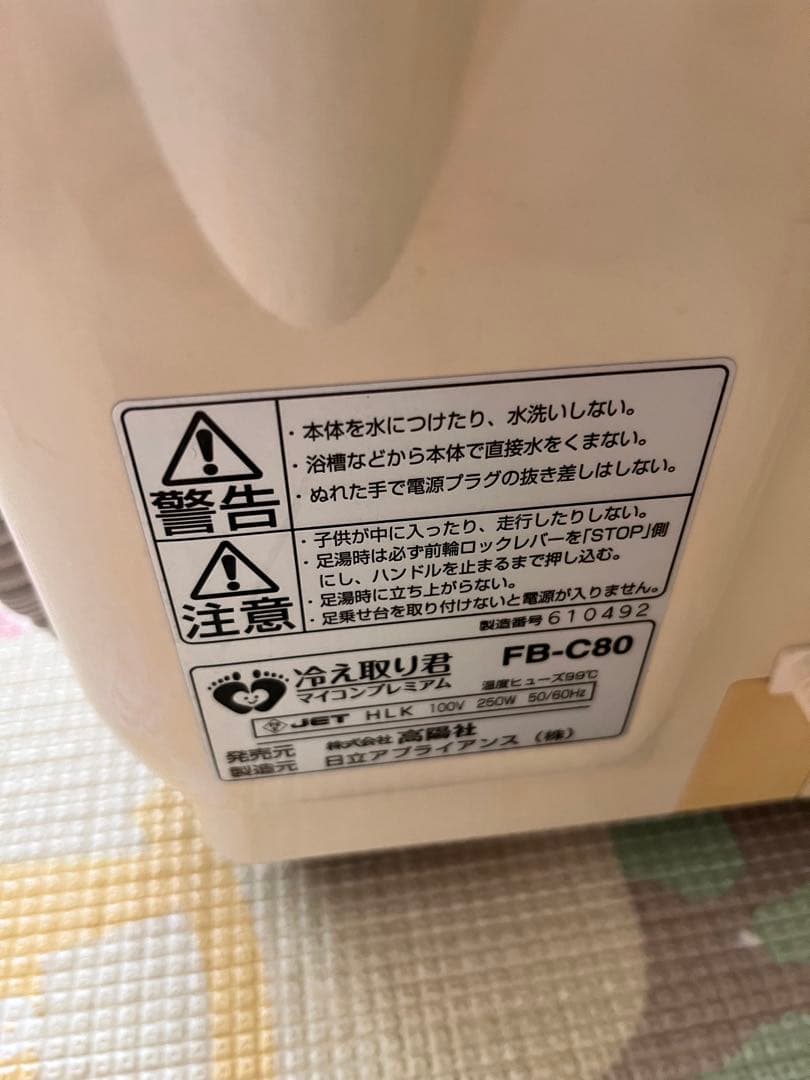 警告
・本体を水につけたり、水洗いしない。
・浴槽などから本体で直接水をくまない。
・ぬれた手で電源プラグの抜き差しはしない。
注意
・子供が中に入ったり、走行したりしない。
・足湯時は必ず前輪ロックレバーを「STOP」側
にし、ハンドルを止まるまで押し込む。
・足湯時に立ち上がらない。
・足乗せ台を取り付けないと電源が入りません。
製造番号 610492
冷え取り君 FB-C80
マイコンプレミアム 温度ヒューズ99℃
JET HLK 100V 250W 50/60Hz
発売元 株式会社 高陽社
製造元 日立アプライアンス（株）